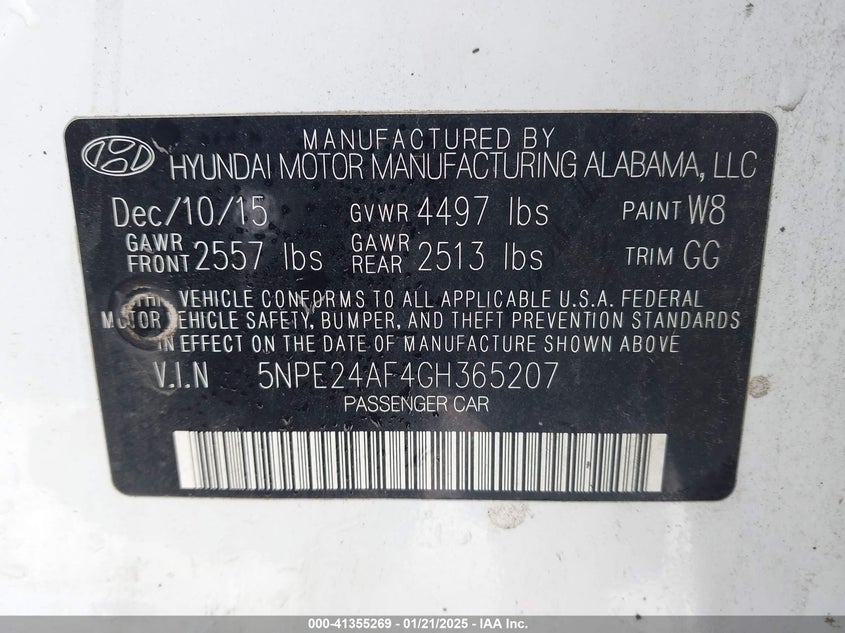 MANUFACTURED BY
HYUNDAI MOTOR MANUFACTURING ALABAMA, LLC
Dec/10/15 GVWR 4497 lbs PAINT W8
GAWR FRONT 2557 lbs GAWR REAR 2513 lbs TRIM GG
THIS VEHICLE CONFORMS TO ALL APPLICABLE U.S.A. FEDERAL
MOTOR VEHICLE SAFETY, BUMPER, AND THEFT PREVENTION STANDARDS
IN EFFECT ON THE DATE OF MANUFACTURE SHOWN ABOVE
V.I.N 5NPE24AF4GH365207
PASSENGER CAR
000-41355269 - 01/21/2025 - IAA Inc.